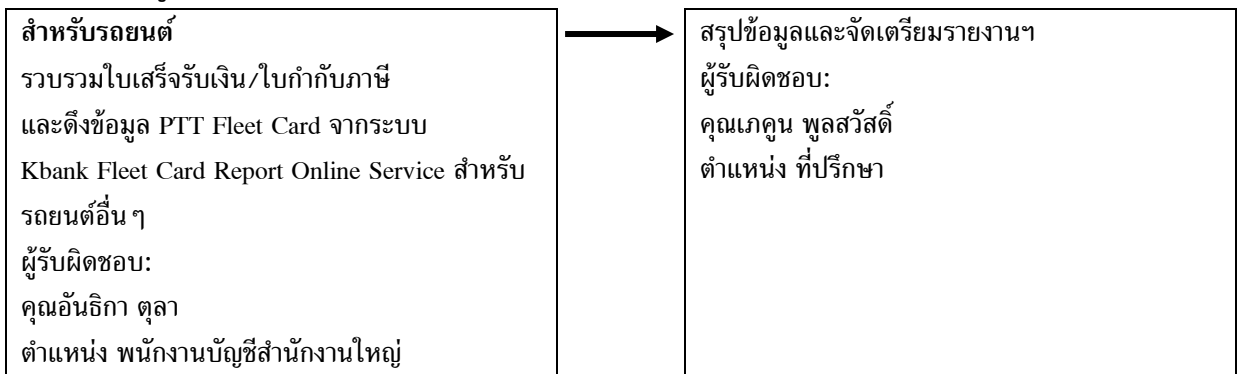 สำหรับรถยนต์
รวบรวมใบเสร็จรับเงิน/ใบกำกับภาษี
และดึงข้อมูล PTT Fleet Card จากระบบ
Kbank Fleet Card Report Online Service สำหรับ
รถยนต์อื่น ๆ
ผู้รับผิดชอบ:
คุณอันธิกา ตุลา
ตำแหน่ง พนักงานบัญชีสำนักงานใหญ่
สรุปข้อมูลและจัดเตรียมรายงานฯ
ผู้รับผิดชอบ:
คุณเภคูน พูลสวัสดิ์
ตำแหน่ง ที่ปรึกษา